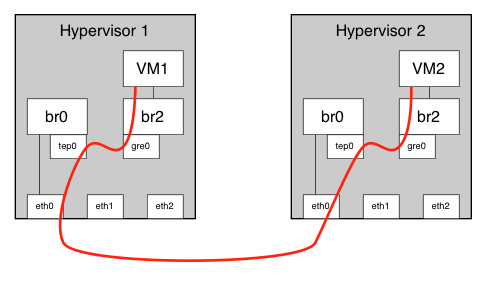 Hypervisor 1
VM1
br0
br2
tep0
gre0
eth0
eth1
eth2
Hypervisor 2
VM2
br0
br2
tep0
gre0
eth0
eth1
eth2